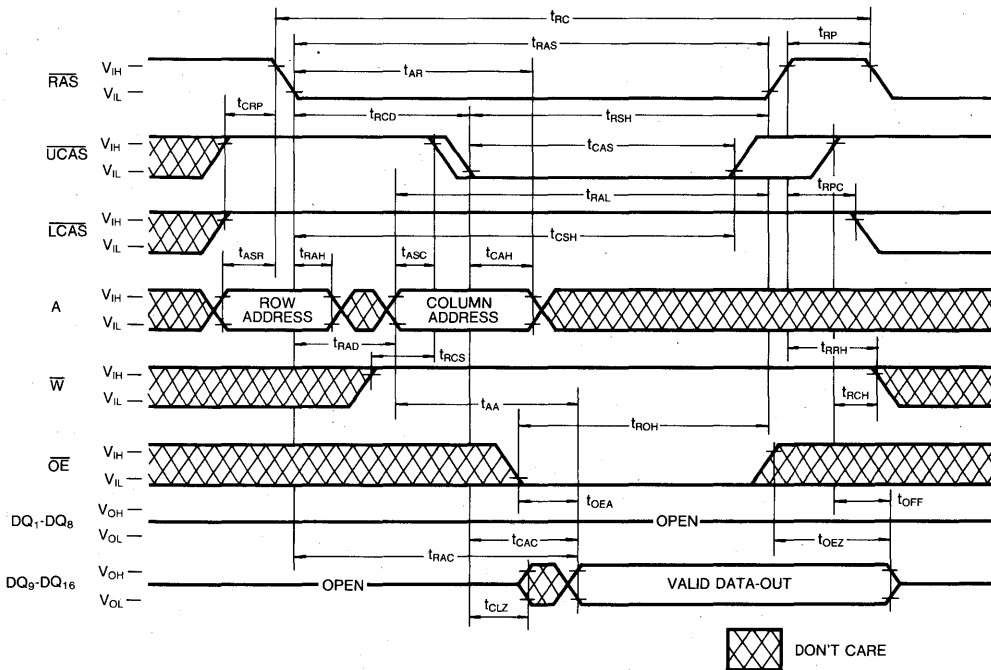 tRC
tRP
tRAS
tAR
RAS
VIH
VIL
tCRP
tRCD
tRSH
UCAS
VIH
VIL
tCAS
tRAL
tRPC
LCAS
VIH
VIL
tCSH
tASR
tRAH
tASC
tCAH
A
VIH
VIL
ROW
ADDRESS
COLUMN
ADDRESS
tRAD
tRCS
tRRH
W
VIH
VIL
tAA
tRCH
tROH
OE
VIH
VIL
tOEA
tOFF
DQ1-DQ8
VOH
VOL
OPEN
tCAC
tOEZ
tRAC
DQ9-DQ16
VOH
VOL
OPEN
VALID DATA-OUT
tCLZ
DON'T CARE